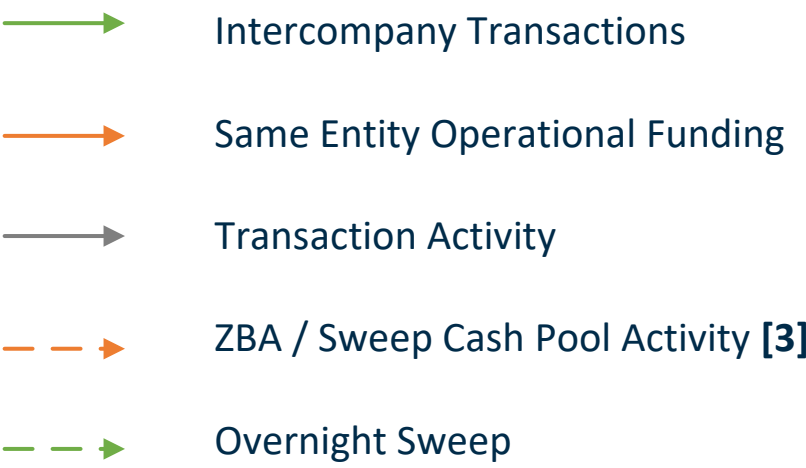 Intercompany Transactions
Same Entity Operational Funding
Transaction Activity
ZBA / Sweep Cash Pool Activity [3]
Overnight Sweep